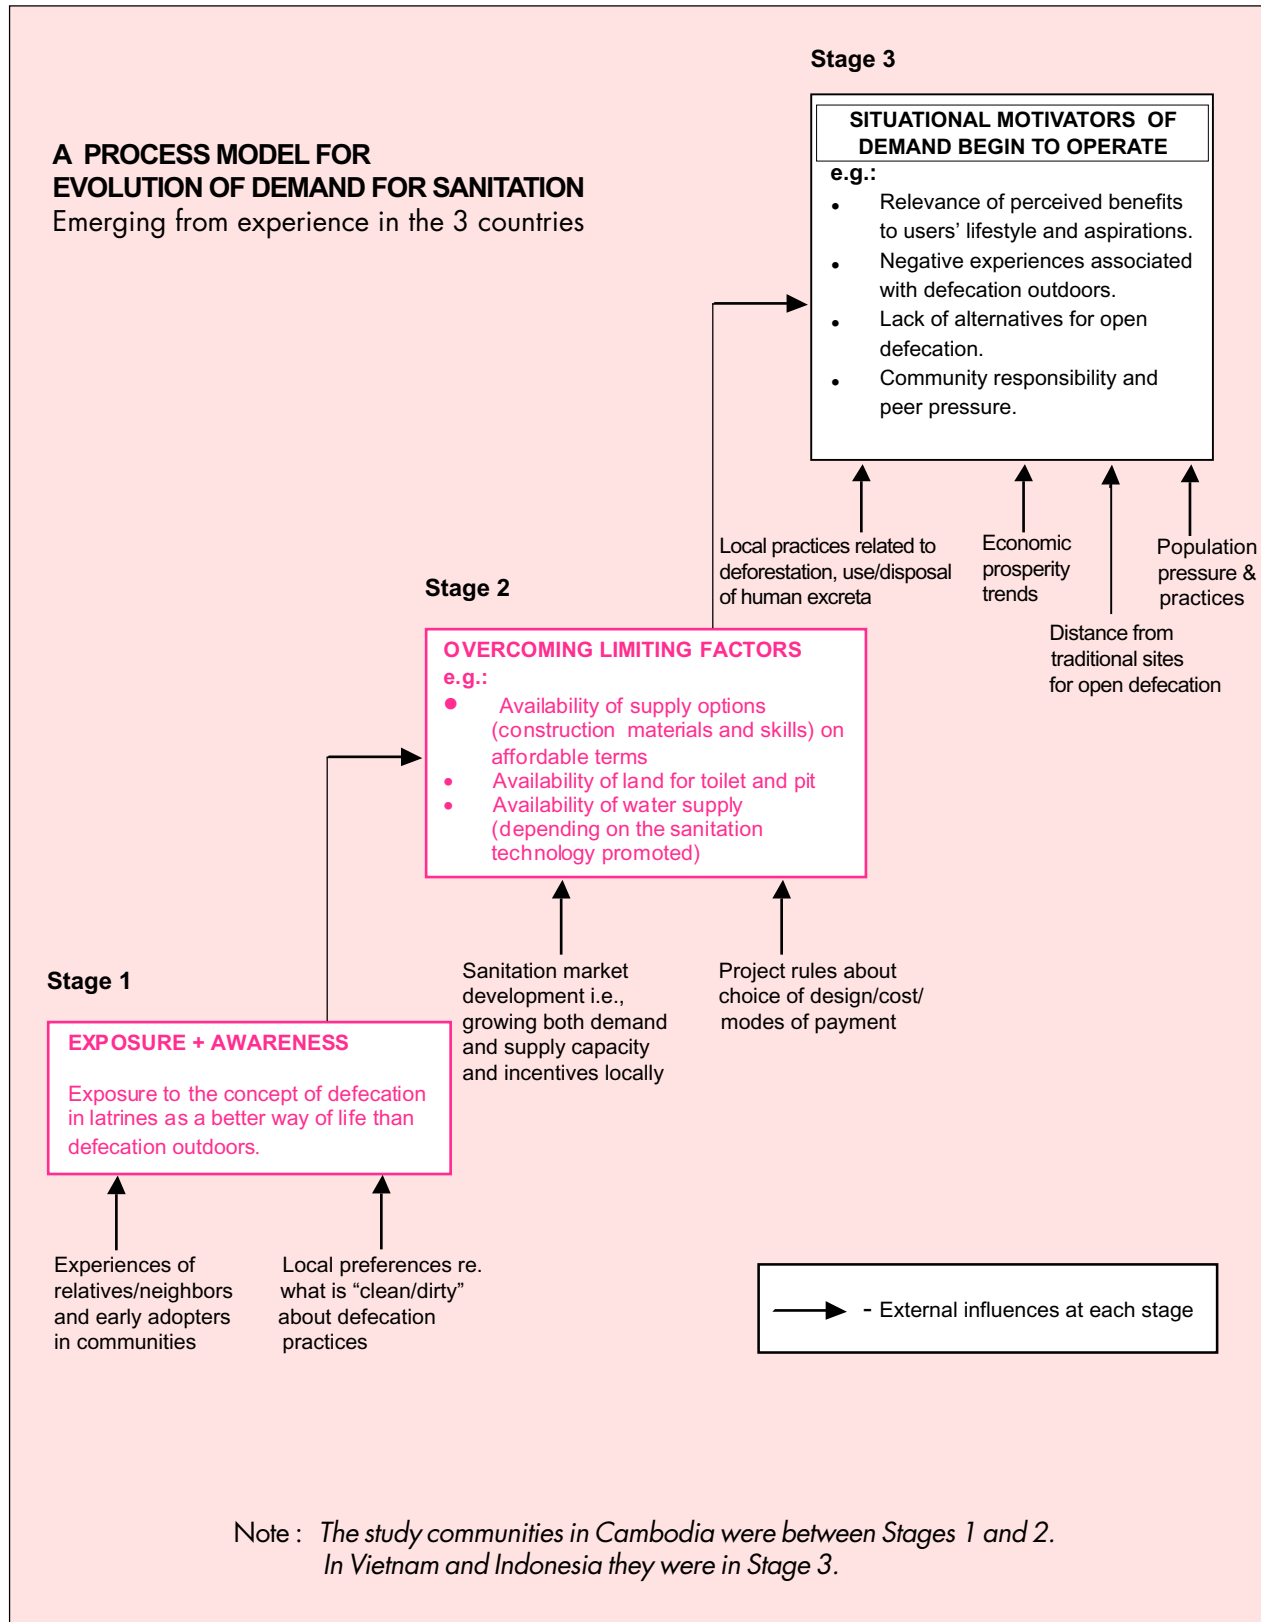 A PROCESS MODEL FOR
EVOLUTION OF DEMAND FOR SANITATION
Emerging from experience in the 3 countries
Stage 3
SITUATIONAL MOTIVATORS OF
DEMAND BEGIN TO OPERATE
e.g.:
• Relevance of perceived benefits
to users' lifestyle and aspirations.
• Negative experiences associated
with defecation outdoors.
• Lack of alternatives for open
defecation.
• Community responsibility and
peer pressure.
Local practices related to
deforestation, use/disposal
of human excreta
Economic
prosperity
trends
Distance from
traditional sites
for open defecation
Population
pressure &
practices
Stage 2
OVERCOMING LIMITING FACTORS
e.g.:
• Availability of supply options
(construction materials and skills) on
affordable terms
• Availability of land for toilet and pit
• Availability of water supply
(depending on the sanitation
technology promoted)
Sanitation market
development i.e.,
growing both demand
and supply capacity
and incentives locally
Project rules about
choice of design/cost/
modes of payment
Stage 1
EXPOSURE + AWARENESS
Exposure to the concept of defecation
in latrines as a better way of life than
defecation outdoors.
Experiences of
relatives/neighbors
and early adopters
in communities
Local preferences re.
what is “clean/dirty”
about defecation
practices
- External influences at each stage
Note : The study communities in Cambodia were between Stages 1 and 2.
In Vietnam and Indonesia they were in Stage 3.